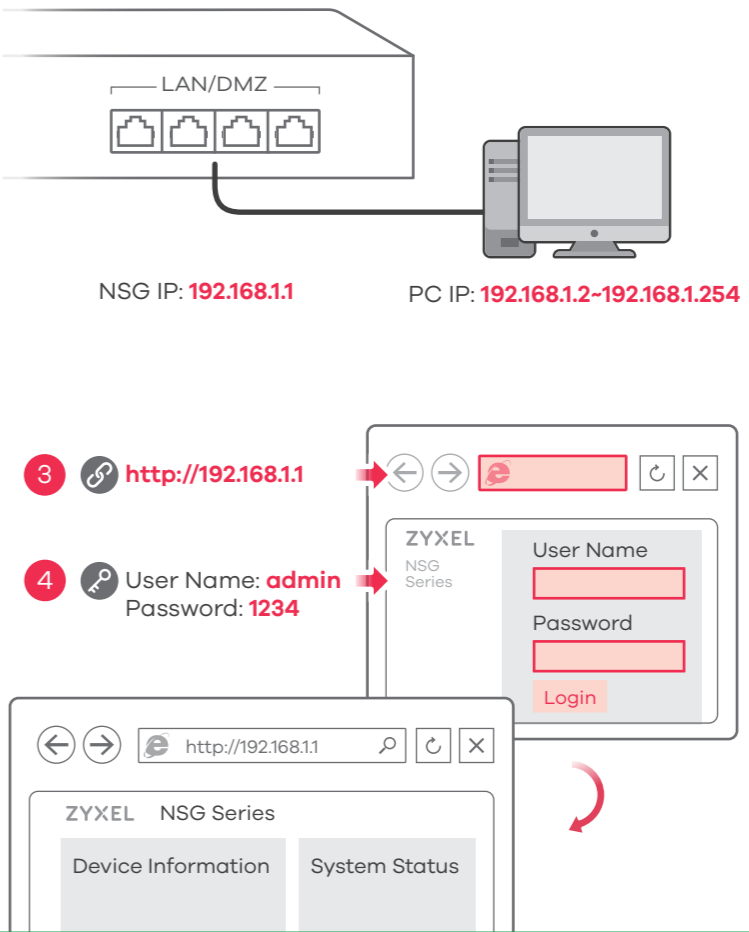 LAN/DMZ
NSG IP: 192.168.1.1
PC IP: 192.168.1.2~192.168.1.254
3 http://192.168.1.1
4 User Name: admin
Password: 1234
ZYXEL
NSG
Series
User Name
Password
Login
http://192.168.1.1
ZYXEL NSG Series
Device Information
System Status